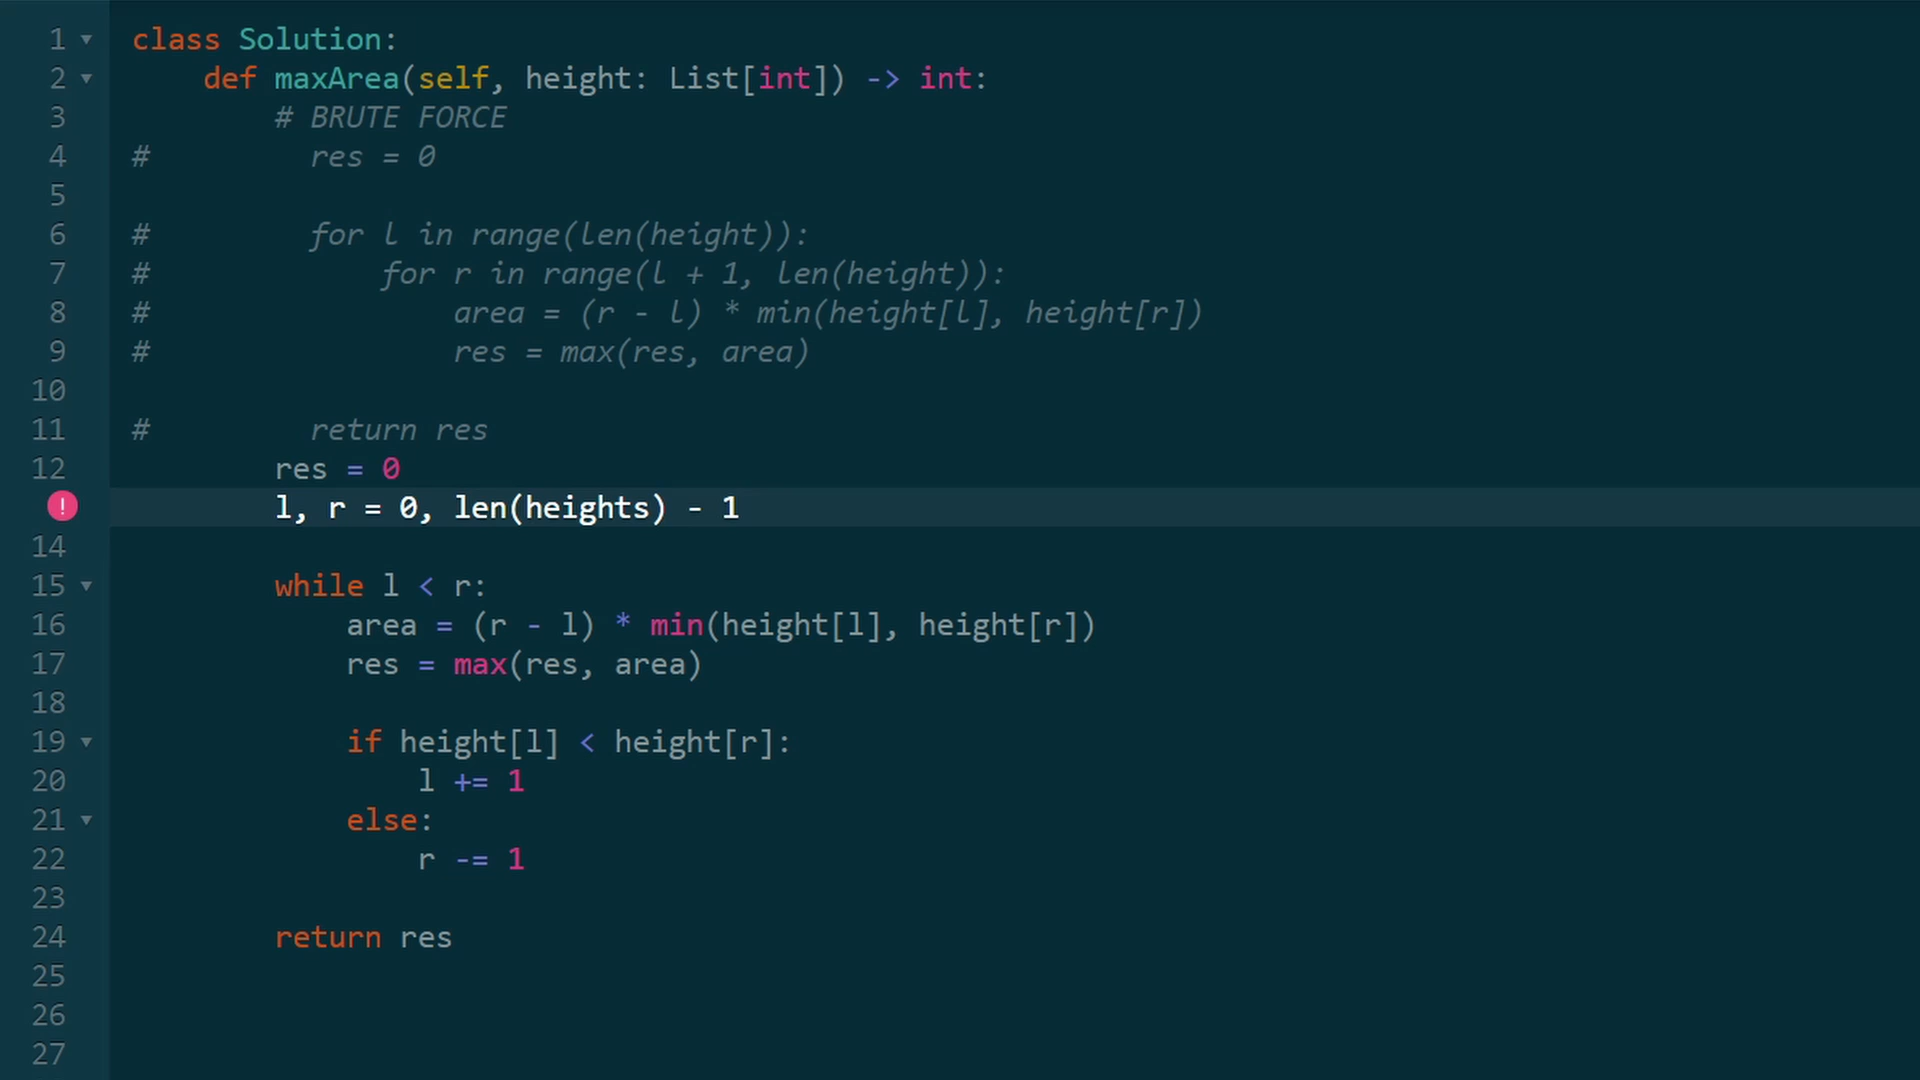 1 class Solution:
2 def maxArea(self, height: List[int]) -> int:
3 # BRUTE FORCE
4 # res = 0
5
6 # for l in range(len(height)):
7 # for r in range(l + 1, len(height)):
8 # area = (r - l) * min(height[l], height[r])
9 # res = max(res, area)
10
11 # return res
12 res = 0
! l, r = 0, len(heights) - 1
14
15 while l < r:
16 area = (r - l) * min(height[l], height[r])
17 res = max(res, area)
18
19 if height[l] < height[r]:
20 l += 1
21 else:
22 r -= 1
23
24 return res
25
26
27